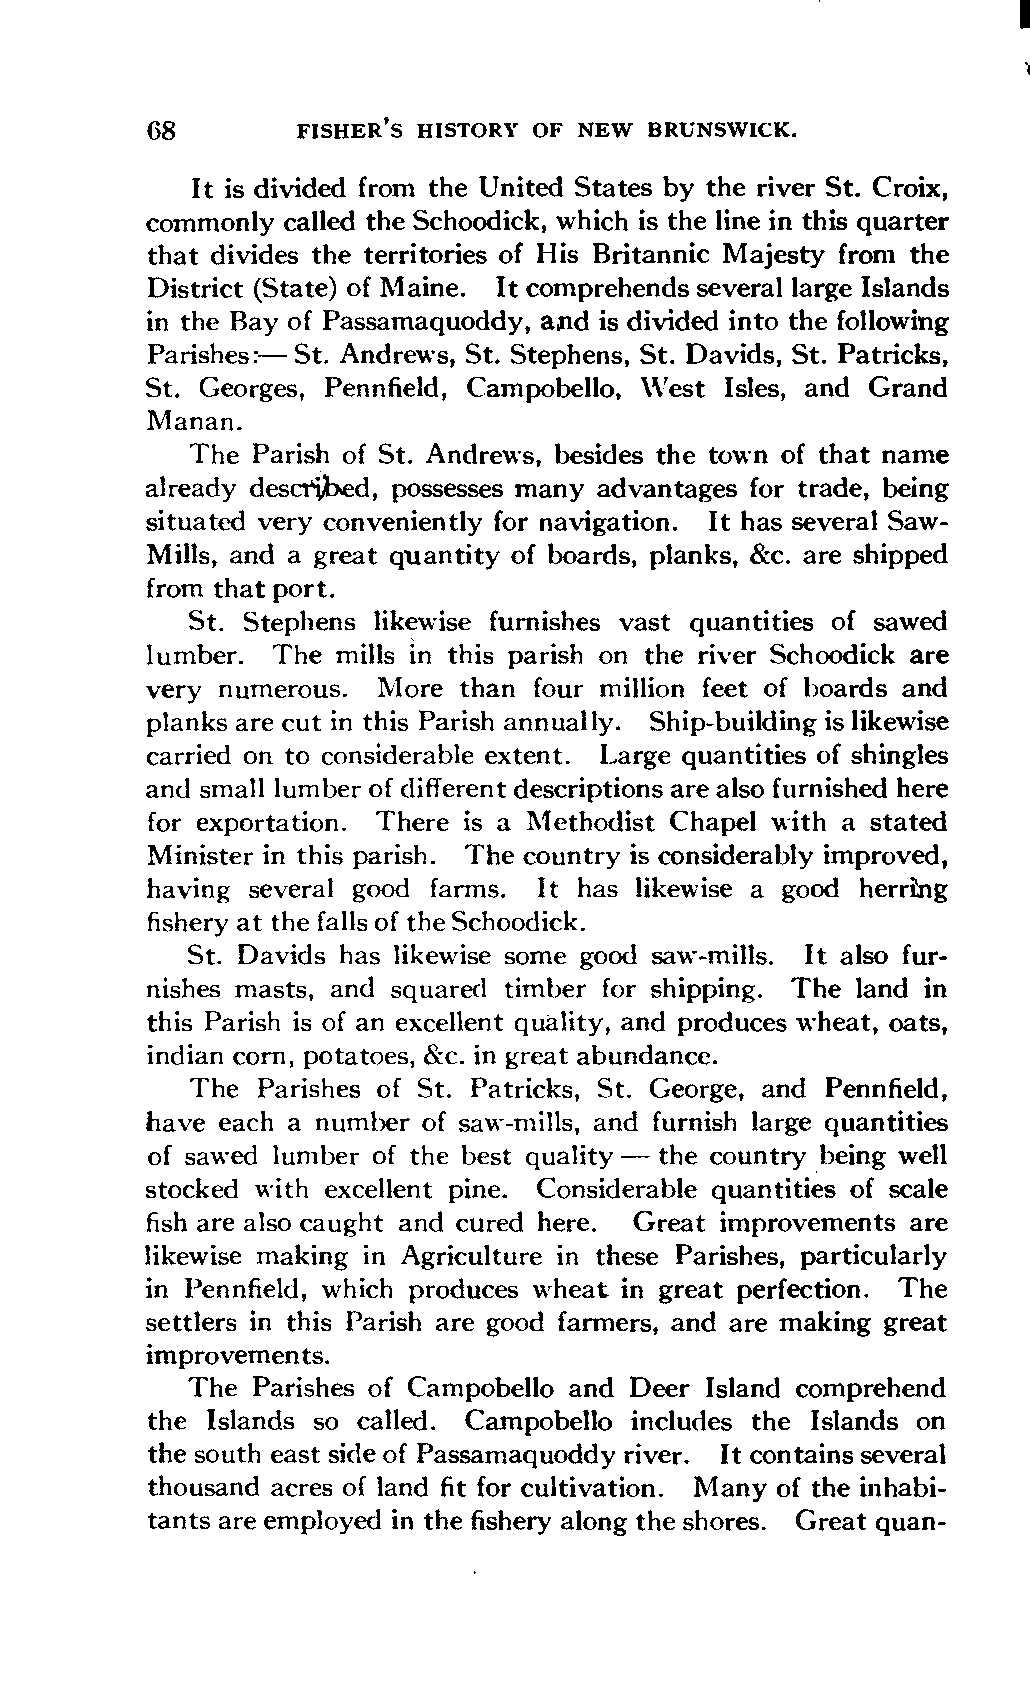 68 FISHER'S HISTORY OF NEW BRUNSWICK.
It is divided from the United States by the river St. Croix,
commonly called the Schoodick, which is the line in this quarter
that divides the territories of His Britannic Majesty from the
District (State) of Maine. It comprehends several large Islands
in the Bay of Passamaquoddy, and is divided into the following
Parishes:— St. Andrews, St. Stephens, St. Davids, St. Patricks,
St. Georges, Pennfield, Campobello, West Isles, and Grand
Manan.
The Parish of St. Andrews, besides the town of that name
already described, possesses many advantages for trade, being
situated very conveniently for navigation. It has several Saw-
Mills, and a great quantity of boards, planks, &c. are shipped
from that port.
St. Stephens likewise furnishes vast quantities of sawed
lumber. The mills in this parish on the river Schoodick are
very numerous. More than four million feet of boards and
planks are cut in this Parish annually. Ship-building is likewise
carried on to considerable extent. Large quantities of shingles
and small lumber of different descriptions are also furnished here
for exportation. There is a Methodist Chapel with a stated
Minister in this parish. The country is considerably improved,
having several good farms. It has likewise a good herring
fishery at the falls of the Schoodick.
St. Davids has likewise some good saw-mills. It also fur-
nishes masts, and squared timber for shipping. The land in
this Parish is of an excellent quality, and produces wheat, oats,
indian corn, potatoes, &c. in great abundance.
The Parishes of St. Patricks, St. George, and Pennfield,
have each a number of saw-mills, and furnish large quantities
of sawed lumber of the best quality — the country being well
stocked with excellent pine. Considerable quantities of scale
fish are also caught and cured here. Great improvements are
likewise making in Agriculture in these Parishes, particularly
in Pennfield, which produces wheat in great perfection. The
settlers in this Parish are good farmers, and are making great
improvements.
The Parishes of Campobello and Deer Island comprehend
the Islands so called. Campobello includes the Islands on
the south east side of Passamaquoddy river. It contains several
thousand acres of land fit for cultivation. Many of the inhabi-
tants are employed in the fishery along the shores. Great quan-